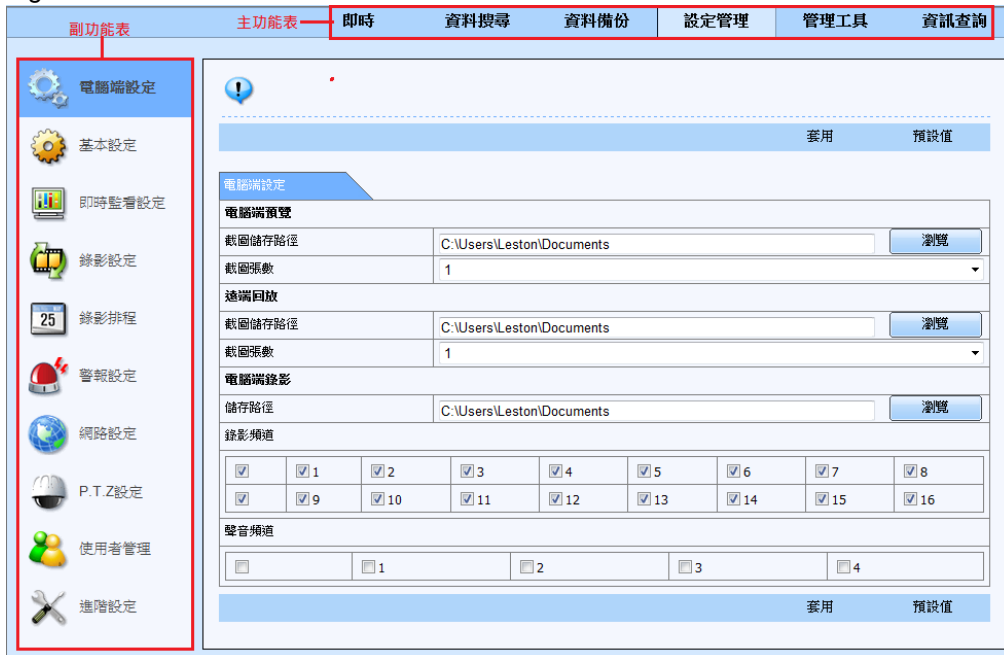 主功能表
即時 資料搜尋 資料備份 設定管理 管理工具 資訊查詢
副功能表
電腦端設定
基本設定
即時監看設定
錄影設定
25 錄影排程
警報設定
網路設定
P.T.Z設定
使用者管理
進階設定
套用 預設值
電腦端設定
電腦端預覽
截圖儲存路徑 C:\Users\Leston\Documents 瀏覽
截圖張數 1
遠端回放
截圖儲存路徑 C:\Users\Leston\Documents 瀏覽
截圖張數 1
電腦端錄影
儲存路徑 C:\Users\Leston\Documents 瀏覽
錄影頻道
1 2 3 4 5 6 7 8
9 10 11 12 13 14 15 16
聲音頻道
1 2 3 4
套用 預設值